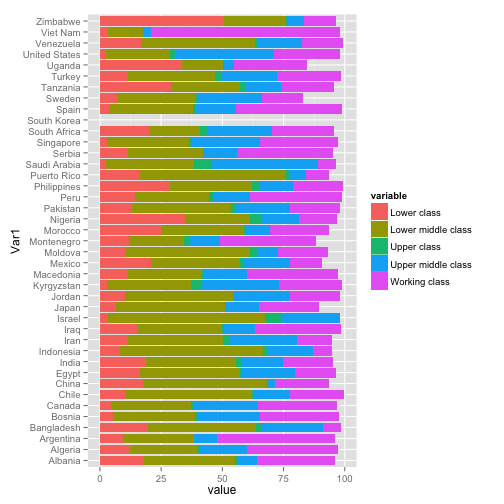 Zimbabwe
Viet Nam
Venezuela
United States
Uganda
Turkey
Tanzania
Sweden
Spain
South Korea
South Africa
Singapore
Serbia
Saudi Arabia
Puerto Rico
Philippines
Peru
Pakistan
Nigeria
Morocco
Montenegro
Moldova
Mexico
Macedonia
Kyrgyzstan
Jordan
Japan
Israel
Iraq
Iran
Indonesia
India
Egypt
China
Chile
Canada
Bosnia
Bangladesh
Argentina
Algeria
Albania
Var1
0 25 50 75 100
value
variable
Lower class
Lower middle class
Upper class
Upper middle class
Working class